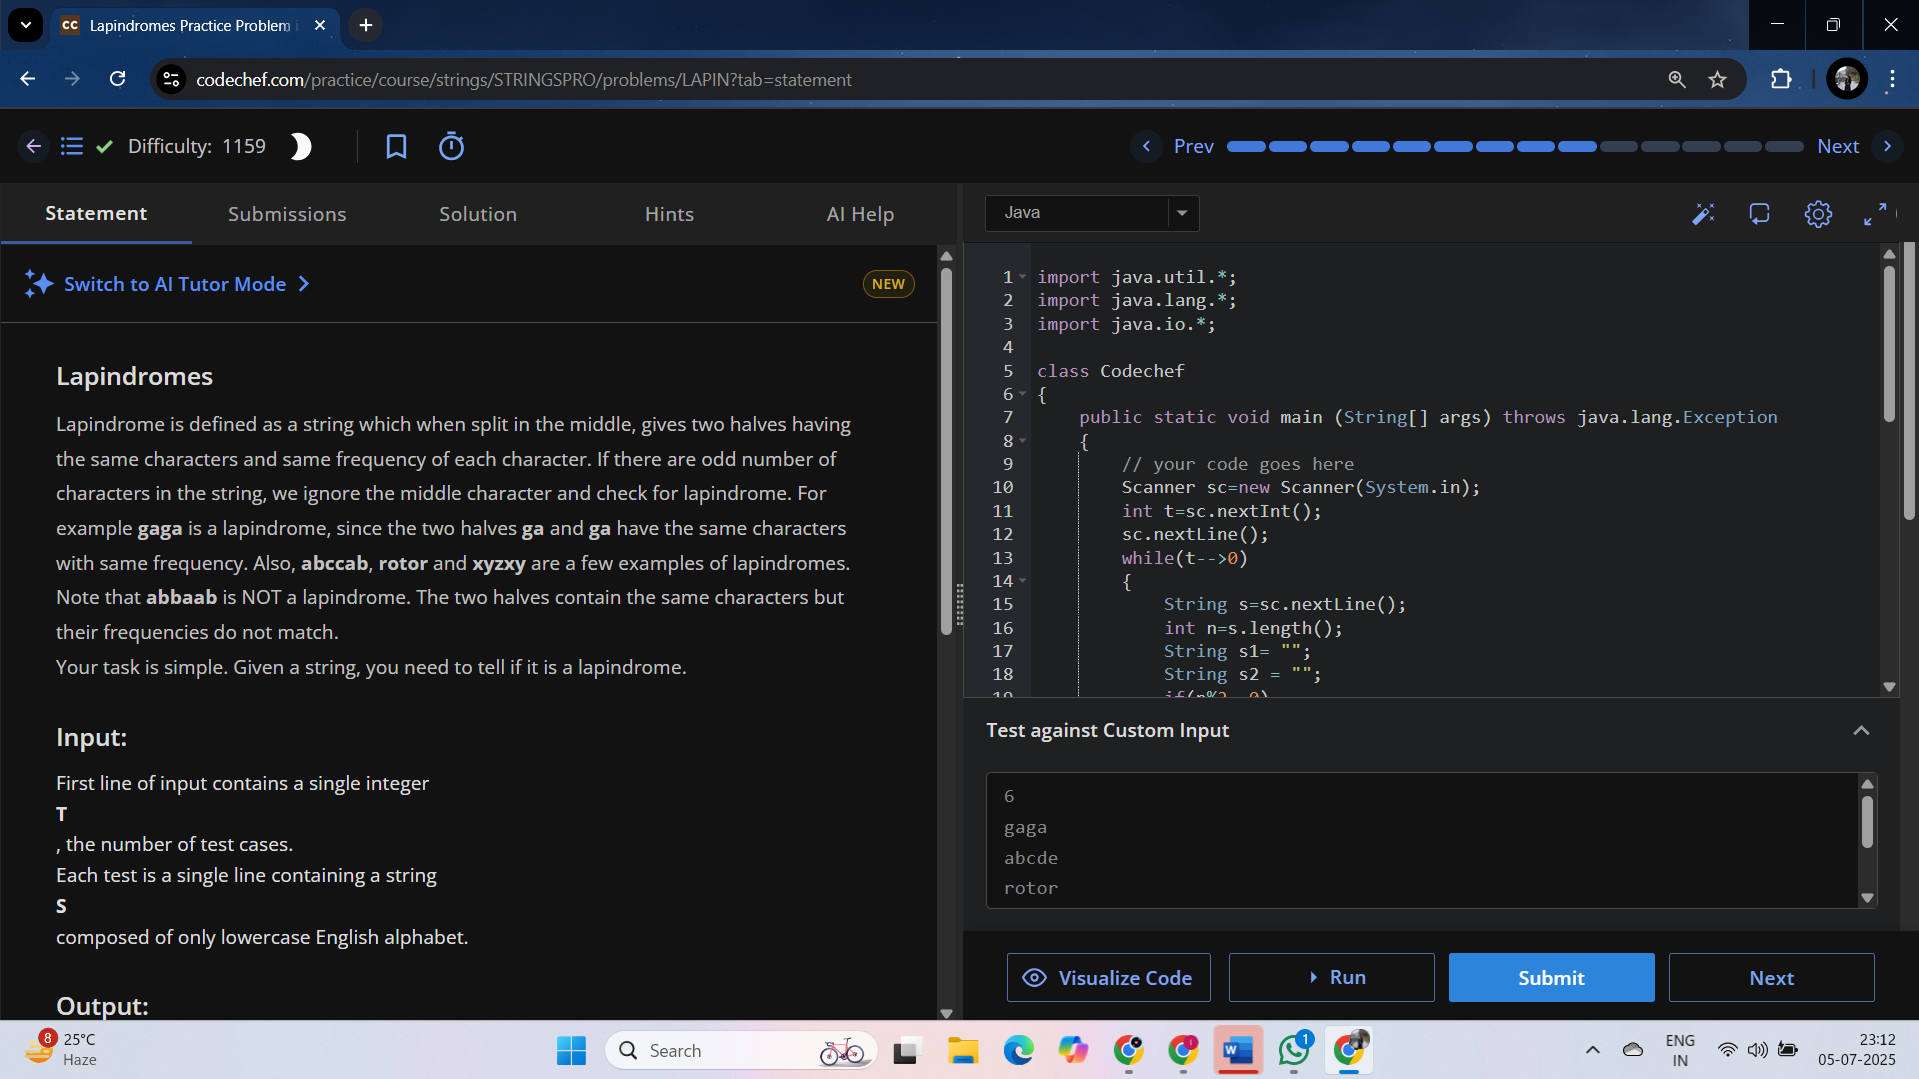 Lapindromes Practice Problem i
codechef.com/practice/course/strings/STRINGSPRO/problems/LAPIN?tab=statement
Difficulty: 1159
Prev
Next
Statement
Submissions
Solution
Hints
AI Help
Switch to AI Tutor Mode
NEW
Lapindromes
Lapindrome is defined as a string which when split in the middle, gives two halves having
the same characters and same frequency of each character. If there are odd number of
characters in the string, we ignore the middle character and check for lapindrome. For
example gaga is a lapindrome, since the two halves ga and ga have the same characters
with same frequency. Also, abccab, rotor and xyzxy are a few examples of lapindromes.
Note that abbaab is NOT a lapindrome. The two halves contain the same characters but
their frequencies do not match.
Your task is simple. Given a string, you need to tell if it is a lapindrome.
Input:
First line of input contains a single integer
T
, the number of test cases.
Each test is a single line containing a string
S
composed of only lowercase English alphabet.
Output:
Java
1 import java.util.*;
2 import java.lang.*;
3 import java.io.*;
4
5 class Codechef
6 {
7 public static void main (String[] args) throws java.lang.Exception
8 {
9 // your code goes here
10 Scanner sc=new Scanner(System.in);
11 int t=sc.nextInt();
12 sc.nextLine();
13 while(t-->0)
14 {
15 String s=sc.nextLine();
16 int n=s.length();
17 String s1= "";
18 String s2 = "";
Test against Custom Input
6
gaga
abcde
rotor
Visualize Code
Run
Submit
Next
8
25°C
Haze
Search
1
ENG
IN
23:12
05-07-2025